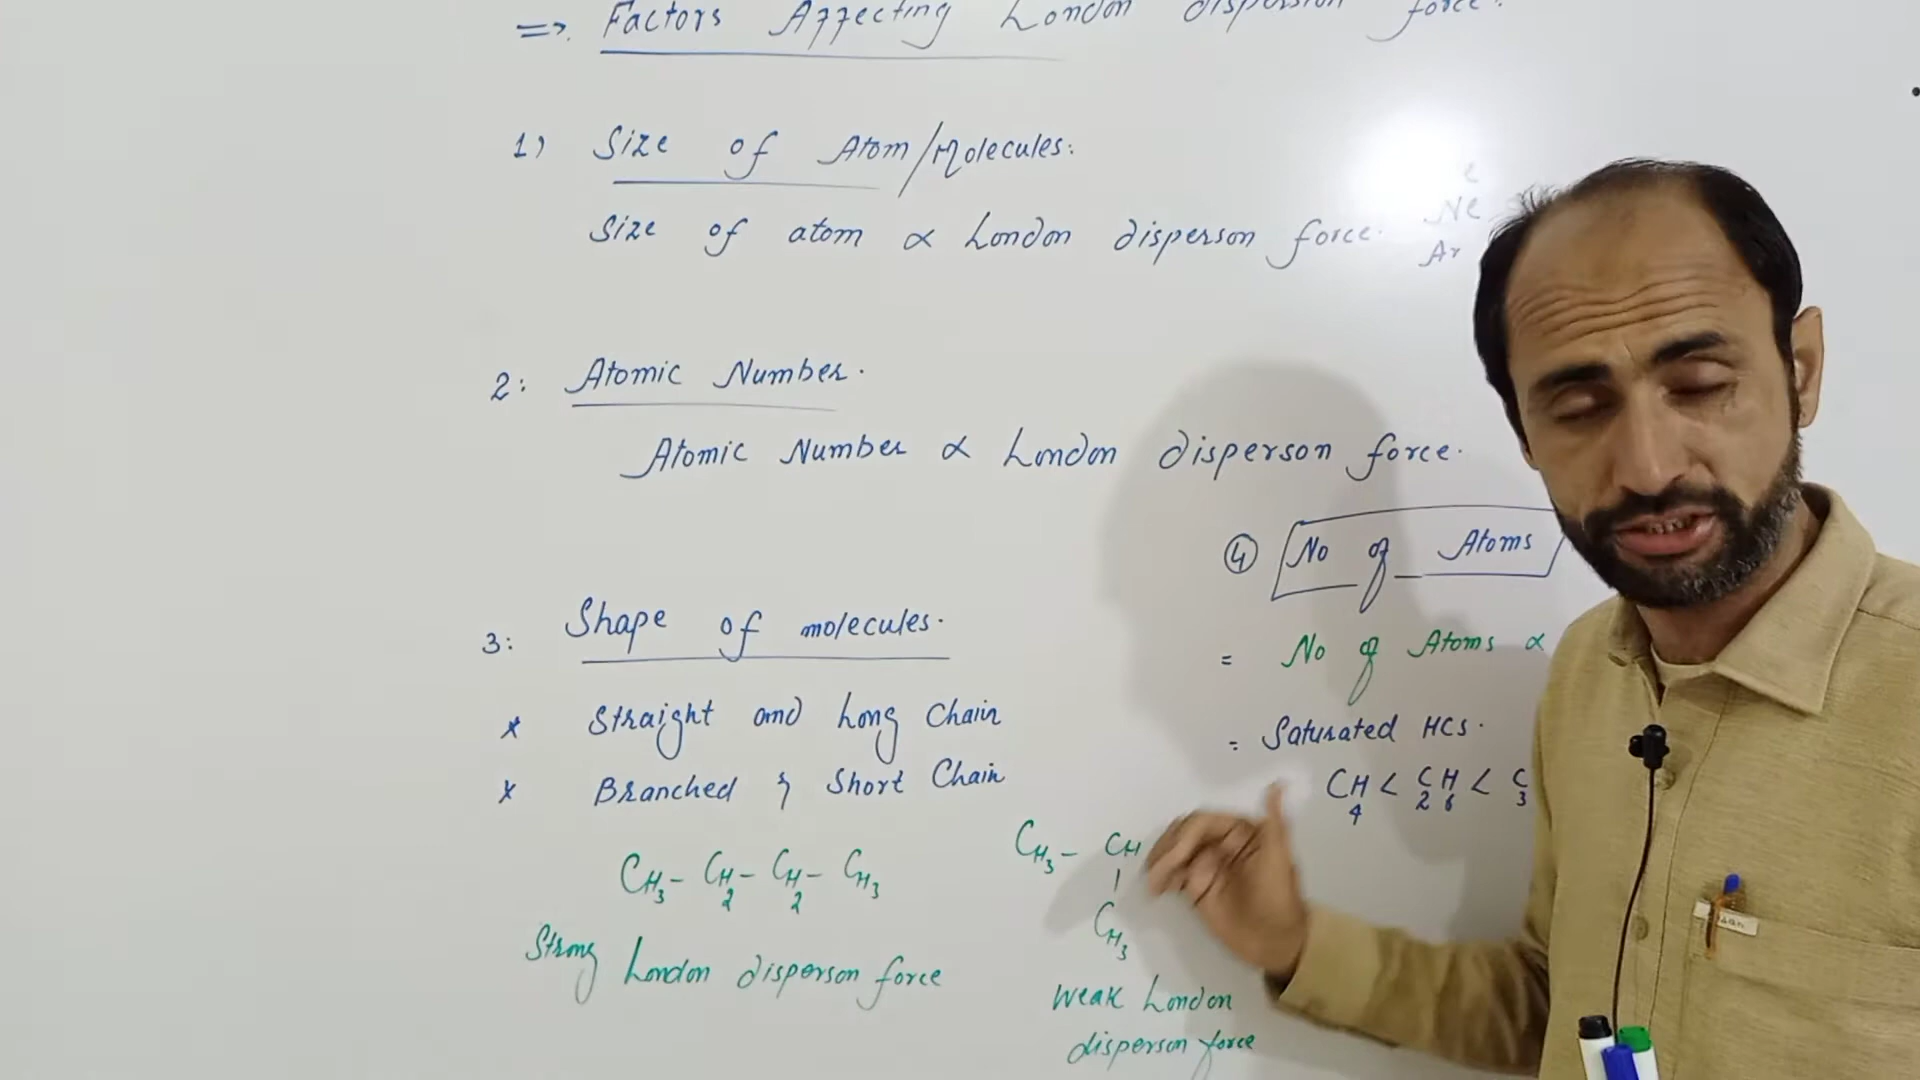 => Factors Affecting London dispersion force.
1) Size of Atom/Molecules:
Size of atom ∝ London disperson force.
Ne
Ar
2: Atomic Number.
Atomic Number ∝ London disperson force.
3: Shape of molecules.
* Straight and Long Chain
* Branched & Short Chain
CH₃- CH₂- CH₂- CH₃
Strong London disperson force
CH₃- CH
|
CH₃
Weak London
disperson force
④ No of Atoms
= No of Atoms ∝
= Saturated HCs.
CH₄ < C₂H₆ < C₃